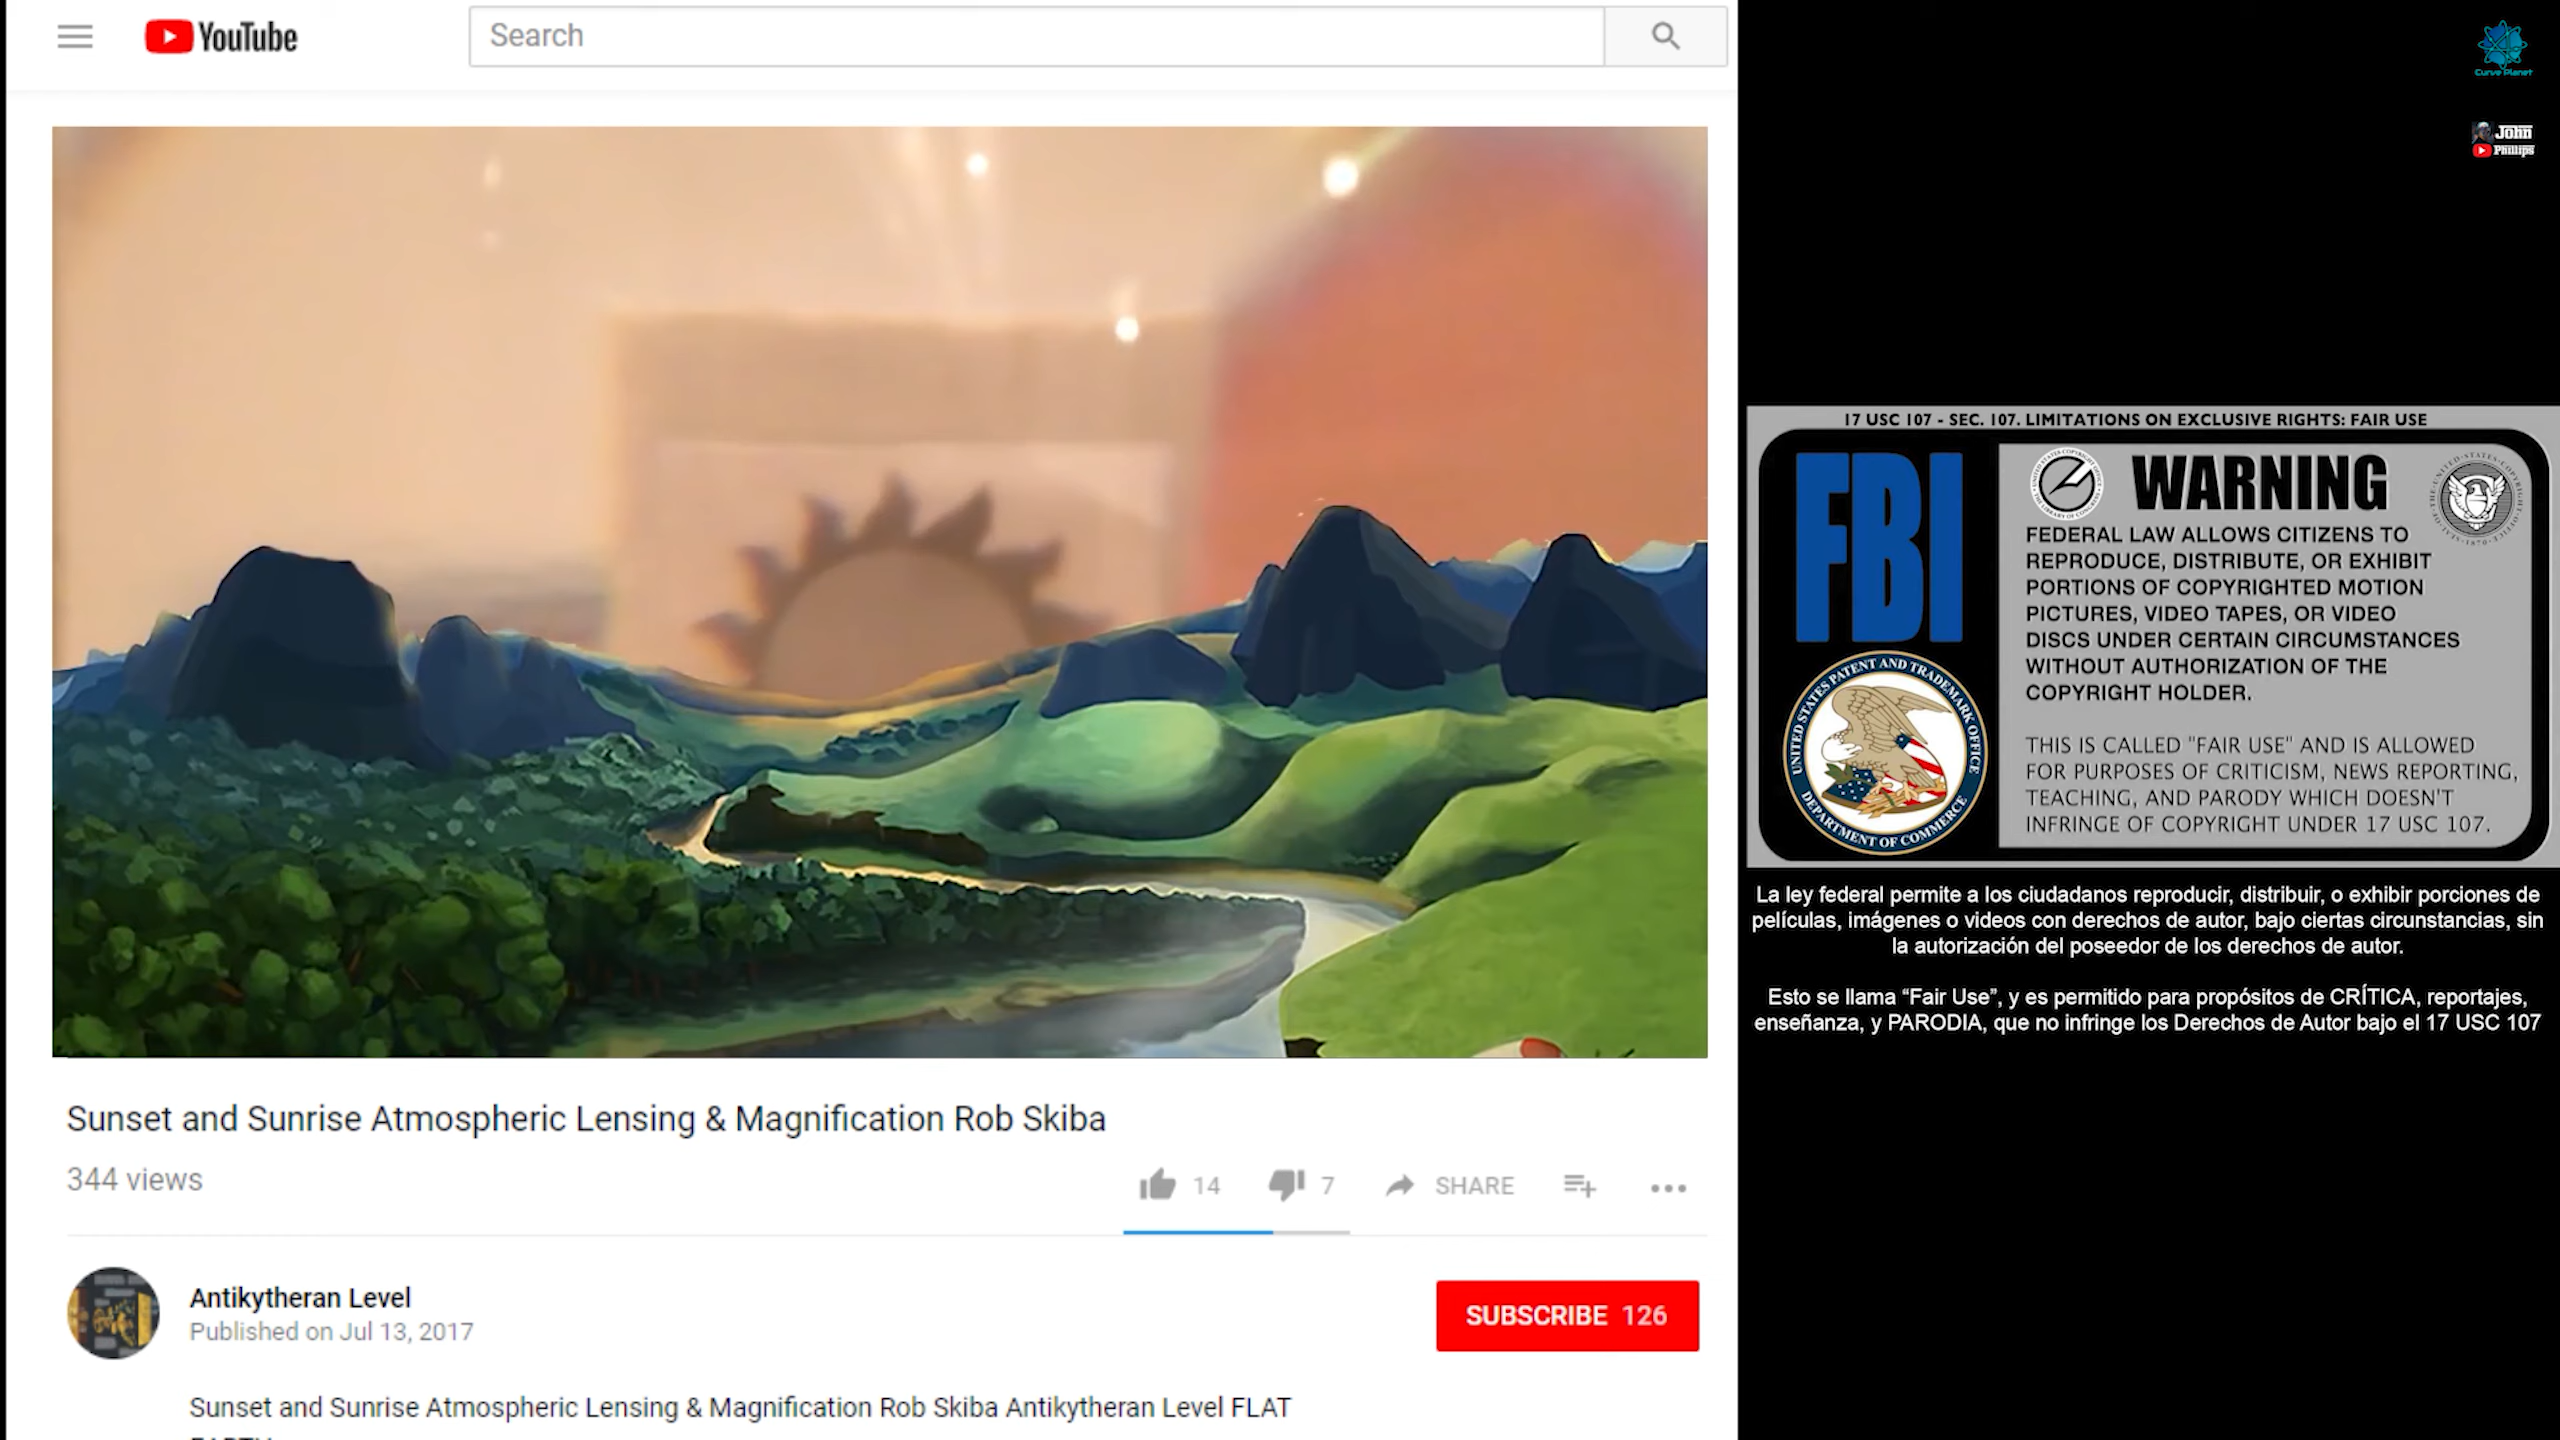 YouTube
Search
Curve Planet
John
Phillips
17 USC 107 - SEC. 107. LIMITATIONS ON EXCLUSIVE RIGHTS: FAIR USE
FBI
WARNING
FEDERAL LAW ALLOWS CITIZENS TO
REPRODUCE, DISTRIBUTE, OR EXHIBIT
PORTIONS OF COPYRIGHTED MOTION
PICTURES, VIDEO TAPES, OR VIDEO
DISCS UNDER CERTAIN CIRCUMSTANCES
WITHOUT AUTHORIZATION OF THE
COPYRIGHT HOLDER.
THIS IS CALLED "FAIR USE" AND IS ALLOWED
FOR PURPOSES OF CRITICISM, NEWS REPORTING,
TEACHING, AND PARODY WHICH DOESN'T
INFRINGE OF COPYRIGHT UNDER 17 USC 107.
UNITED STATES PATENT AND TRADEMARK OFFICE
DEPARTMENT OF COMMERCE
La ley federal permite a los ciudadanos reproducir, distribuir, o exhibir porciones de
películas, imágenes o videos con derechos de autor, bajo ciertas circunstancias, sin
la autorización del poseedor de los derechos de autor.
Esto se llama “Fair Use”, y es permitido para propósitos de CRÍTICA, reportajes,
enseñanza, y PARODIA, que no infringe los Derechos de Autor bajo el 17 USC 107
Sunset and Sunrise Atmospheric Lensing & Magnification Rob Skiba
344 views
14
7
SHARE
Antikytheran Level
Published on Jul 13, 2017
SUBSCRIBE 126
Sunset and Sunrise Atmospheric Lensing & Magnification Rob Skiba Antikytheran Level FLAT